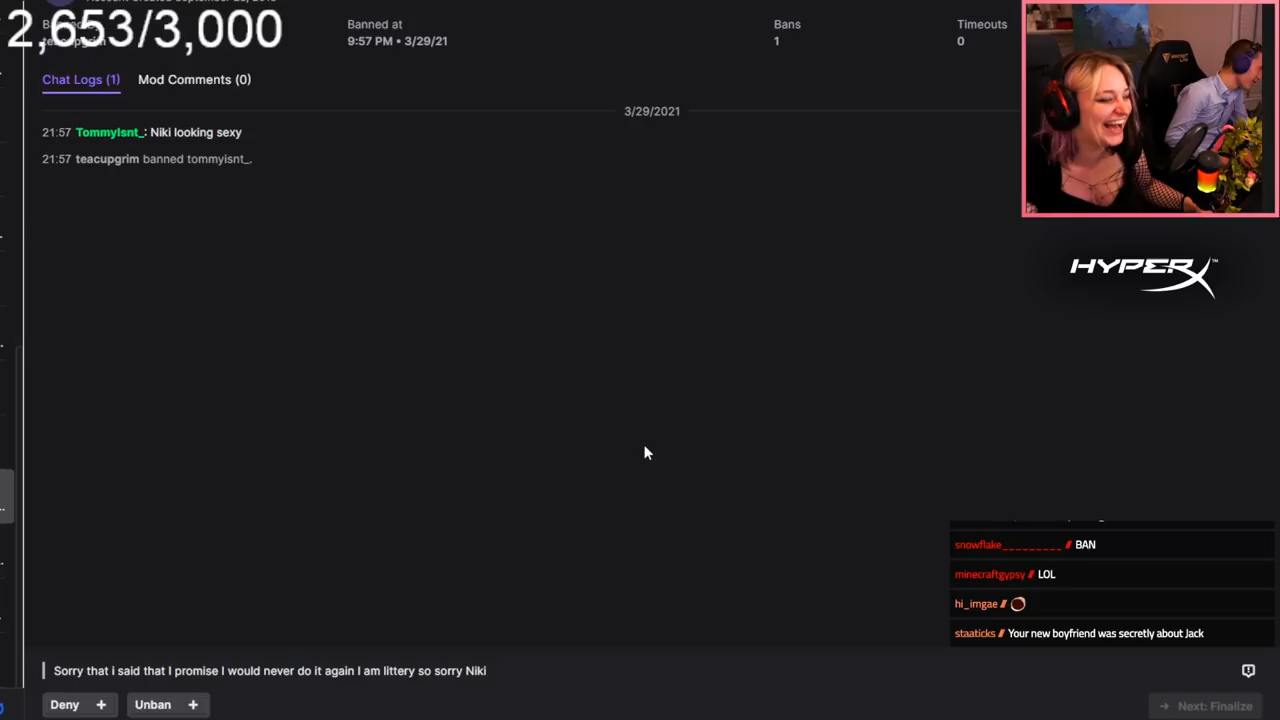 2,653/3,000
Banned at
Bans
Timeouts
9:57 PM • 3/29/21
1
0
Chat Logs (1)
Mod Comments (0)
3/29/2021
21:57 TommyIsnt_: Niki looking sexy
21:57 teacupgrim banned tommyisnt_.
HYPERX™
snowflake_________ // BAN
minecraftgypsy // LOL
hi_imgae //
staaticks // Your new boyfriend was secretly about Jack
Sorry that i said that I promise I would never do it again I am littery so sorry Niki
Deny +
Unban +
Next: Finalize